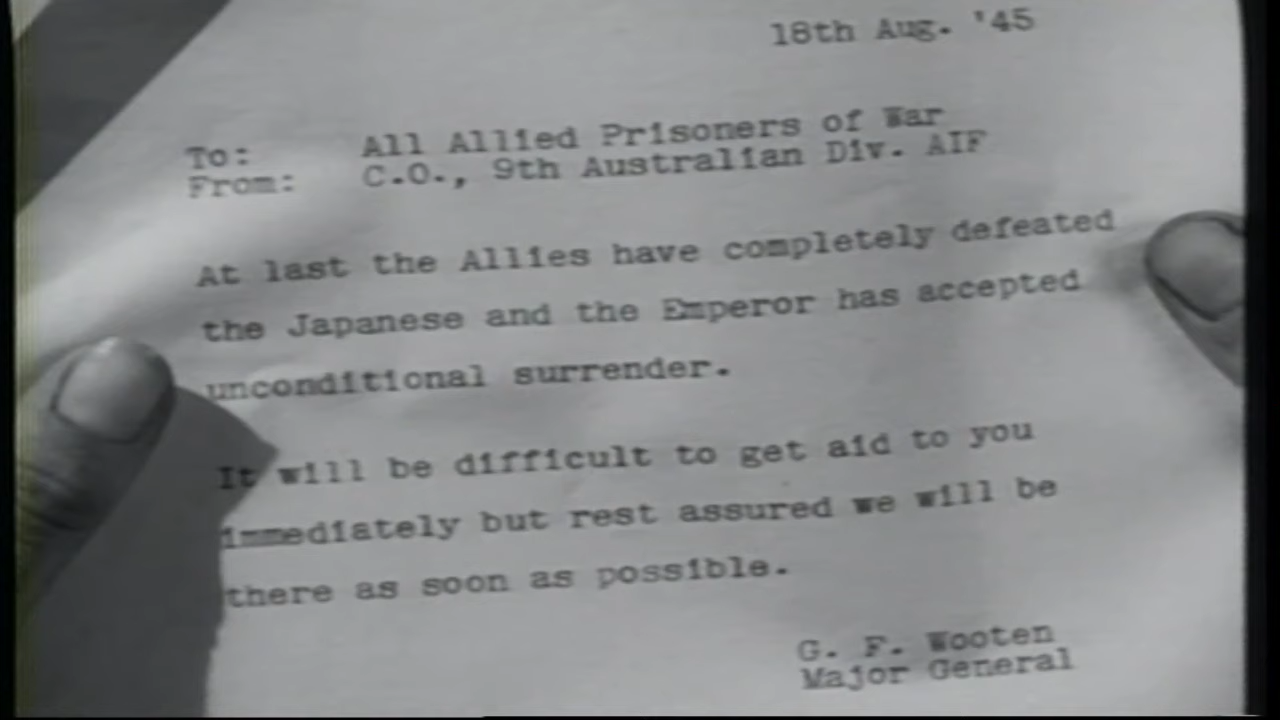 18th Aug. '45
To: All Allied Prisoners of War
From: C.O., 9th Australian Div. AIF
At last the Allies have completely defeated
the Japanese and the Emperor has accepted
unconditional surrender.
It will be difficult to get aid to you
immediately but rest assured we will be
there as soon as possible.
G. F. Wooten
Major General